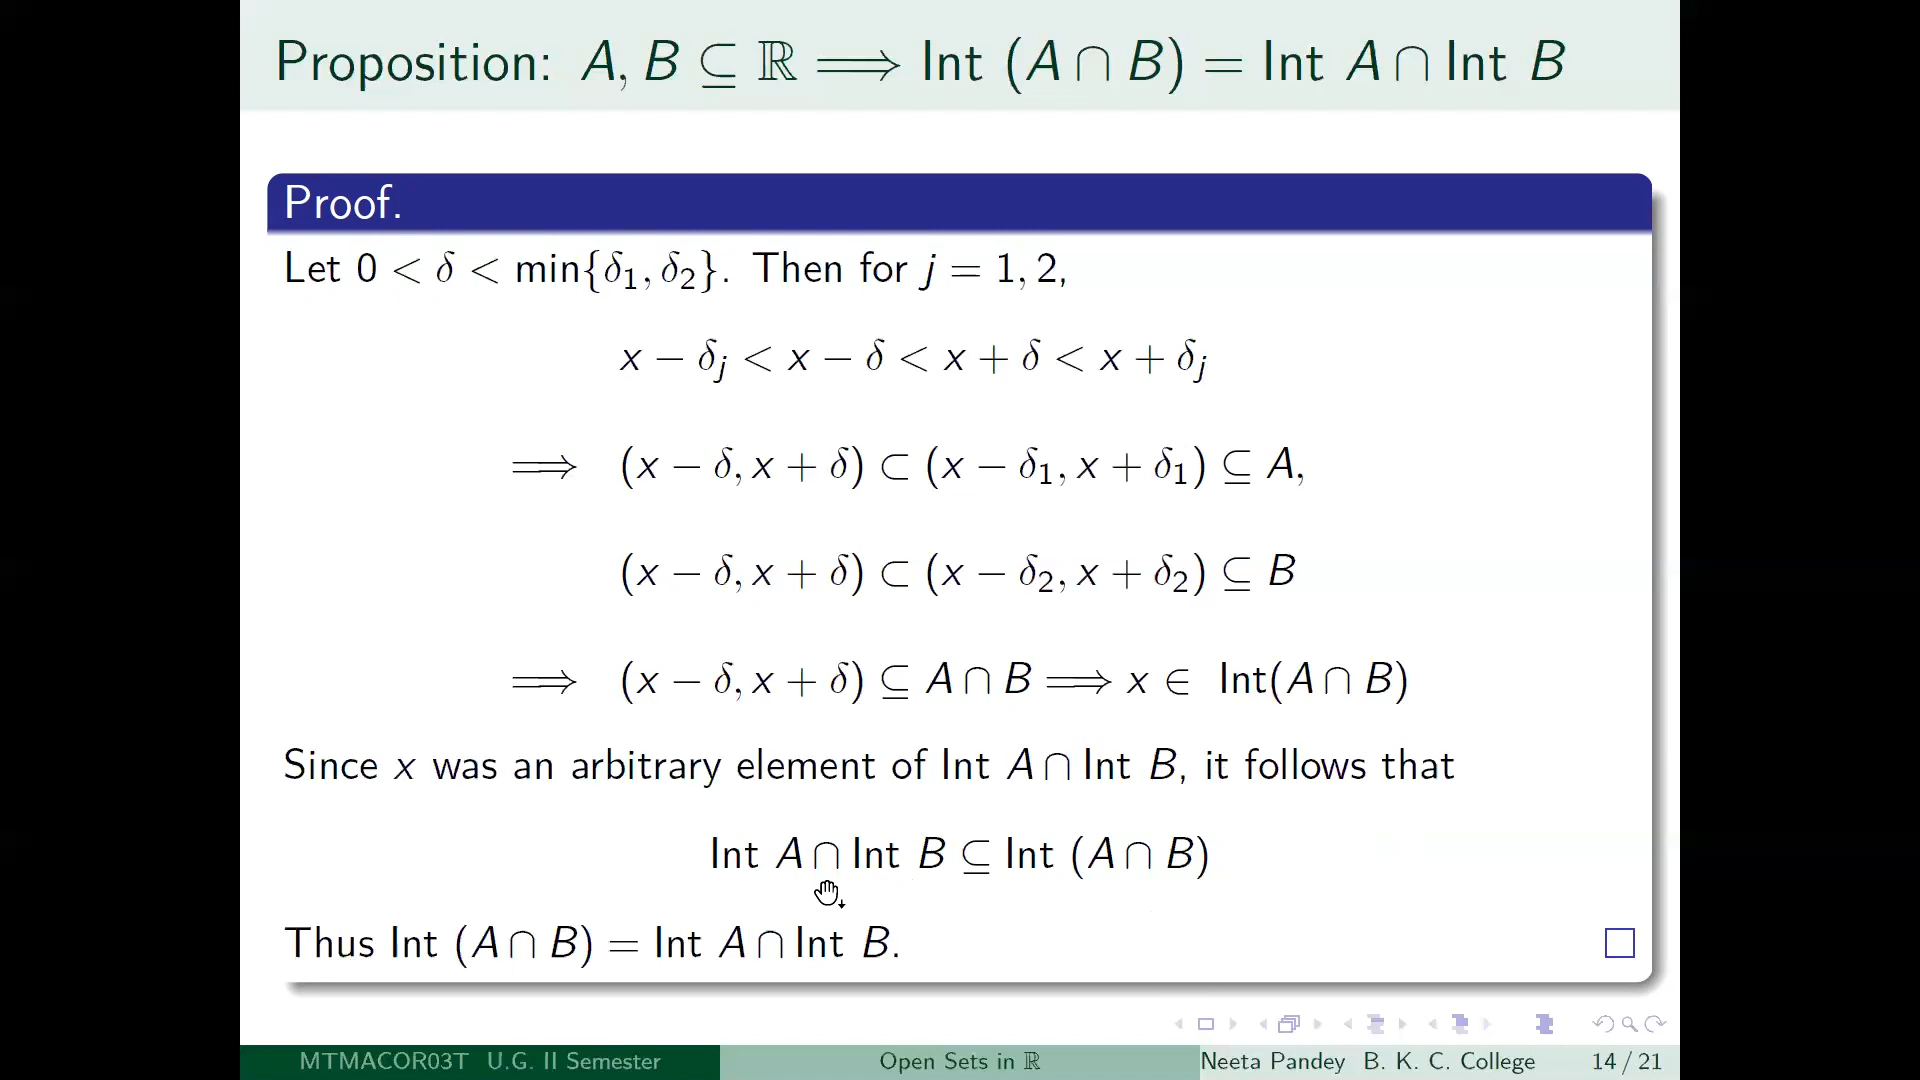 Proposition: A, B ⊆ ℝ ⟹ Int (A ∩ B) = Int A ∩ Int B
Proof.
Let 0 < δ < min{δ₁, δ₂}. Then for j = 1, 2,
x − δⱼ < x − δ < x + δ < x + δⱼ
⟹ (x − δ, x + δ) ⊂ (x − δ₁, x + δ₁) ⊆ A,
(x − δ, x + δ) ⊂ (x − δ₂, x + δ₂) ⊆ B
⟹ (x − δ, x + δ) ⊆ A ∩ B ⟹ x ∈ Int(A ∩ B)
Since x was an arbitrary element of Int A ∩ Int B, it follows that
Int A ∩ Int B ⊆ Int (A ∩ B)
Thus Int (A ∩ B) = Int A ∩ Int B.
MTMACOR03T U.G. II Semester Open Sets in ℝ Neeta Pandey B. K. C. College 14 / 21